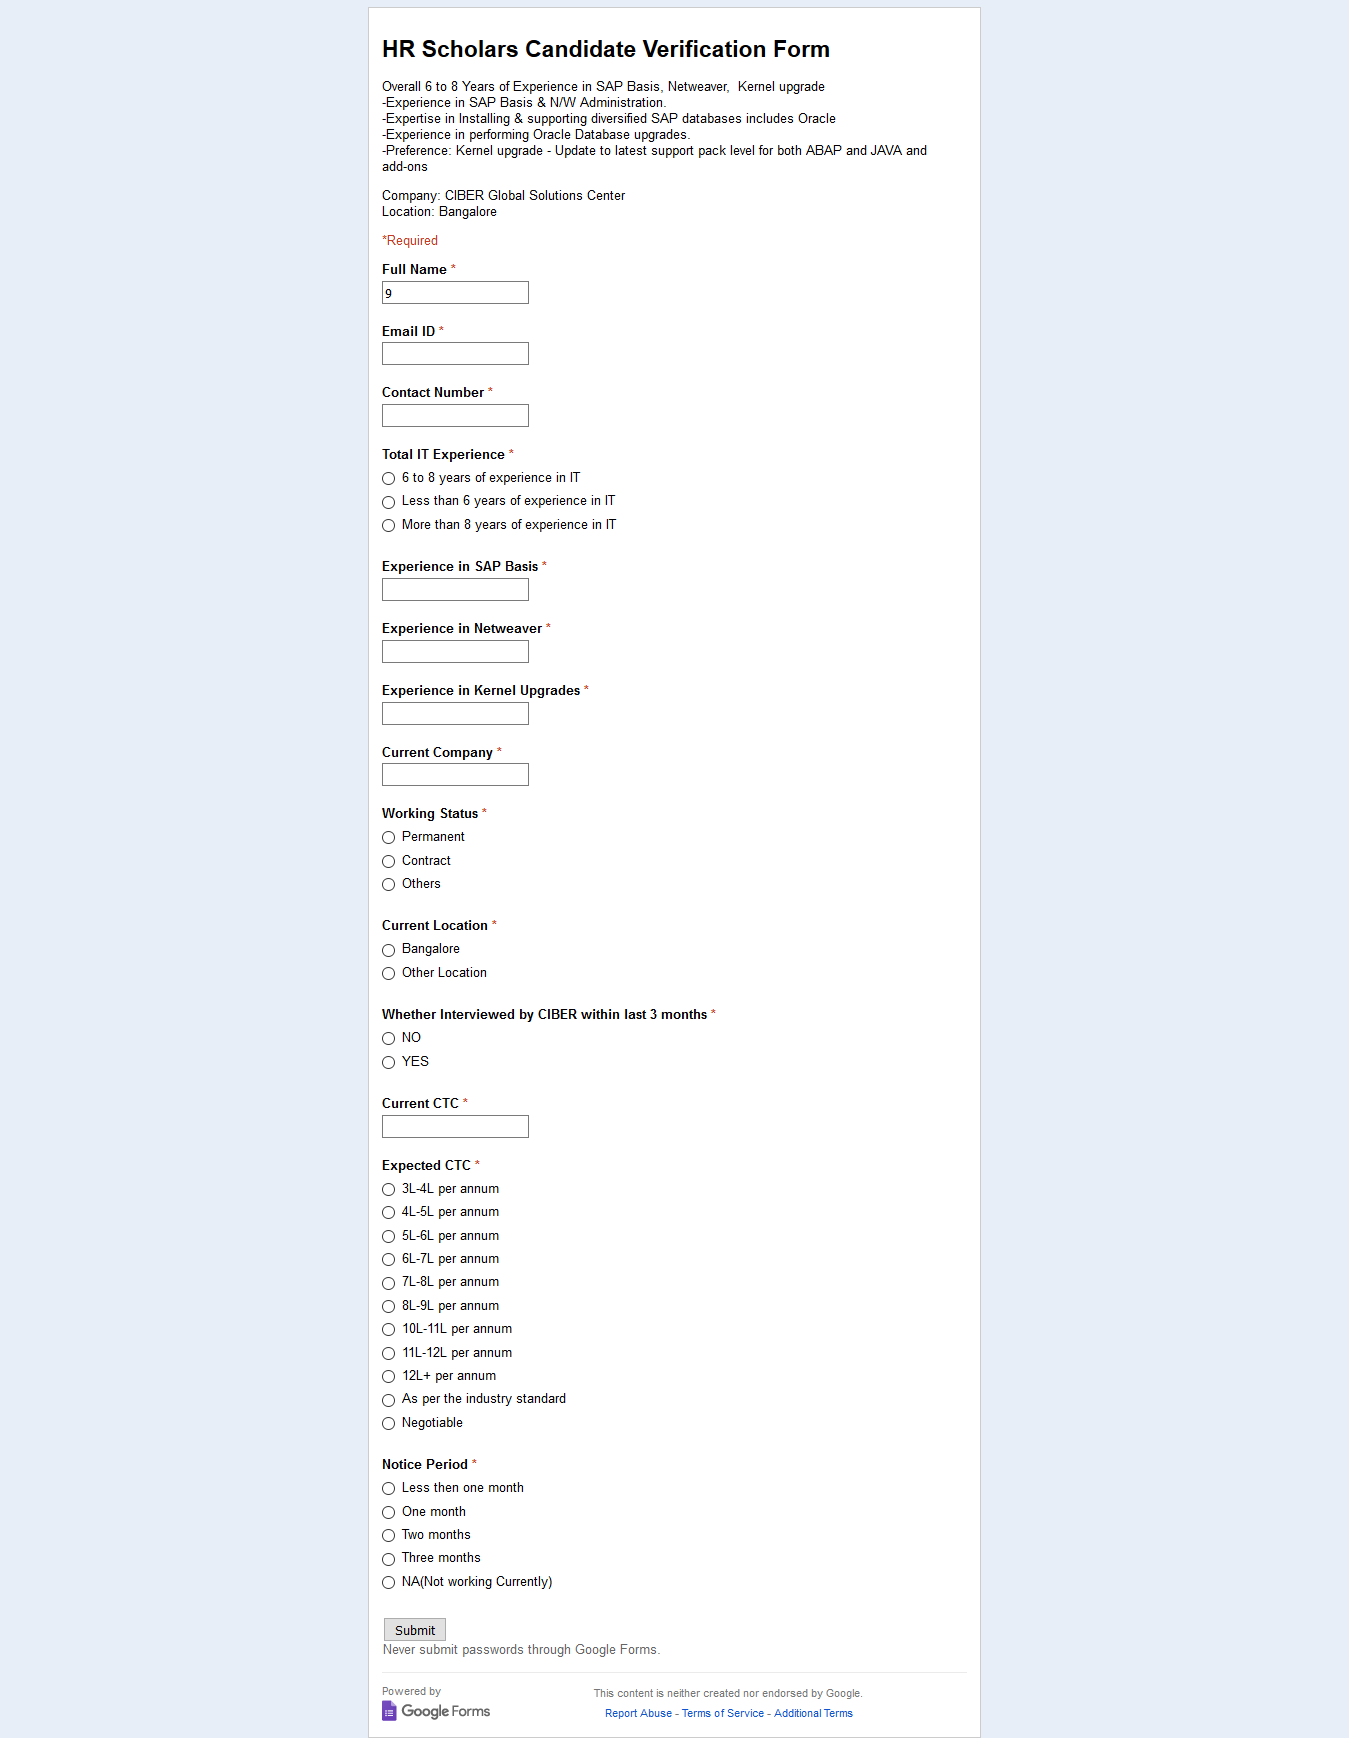 HR Scholars Candidate Verification Form
Overall 6 to 8 Years of Experience in SAP Basis, Netweaver,  Kernel upgrade
-Experience in SAP Basis & N/W Administration.
-Expertise in Installing & supporting diversified SAP databases includes Oracle
-Experience in performing Oracle Database upgrades.
-Preference: Kernel upgrade - Update to latest support pack level for both ABAP and JAVA and
add-ons
Company: CIBER Global Solutions Center
Location: Bangalore
*Required
Full Name *
9
Email ID *
Contact Number *
Total IT Experience *
6 to 8 years of experience in IT
Less than 6 years of experience in IT
More than 8 years of experience in IT
Experience in SAP Basis *
Experience in Netweaver *
Experience in Kernel Upgrades *
Current Company *
Working Status *
Permanent
Contract
Others
Current Location *
Bangalore
Other Location
Whether Interviewed by CIBER within last 3 months *
NO
YES
Current CTC *
Expected CTC *
3L-4L per annum
4L-5L per annum
5L-6L per annum
6L-7L per annum
7L-8L per annum
8L-9L per annum
10L-11L per annum
11L-12L per annum
12L+ per annum
As per the industry standard
Negotiable
Notice Period *
Less then one month
One month
Two months
Three months
NA(Not working Currently)
Submit
Never submit passwords through Google Forms.
Powered by
Google Forms
This content is neither created nor endorsed by Google.
Report Abuse - Terms of Service - Additional Terms